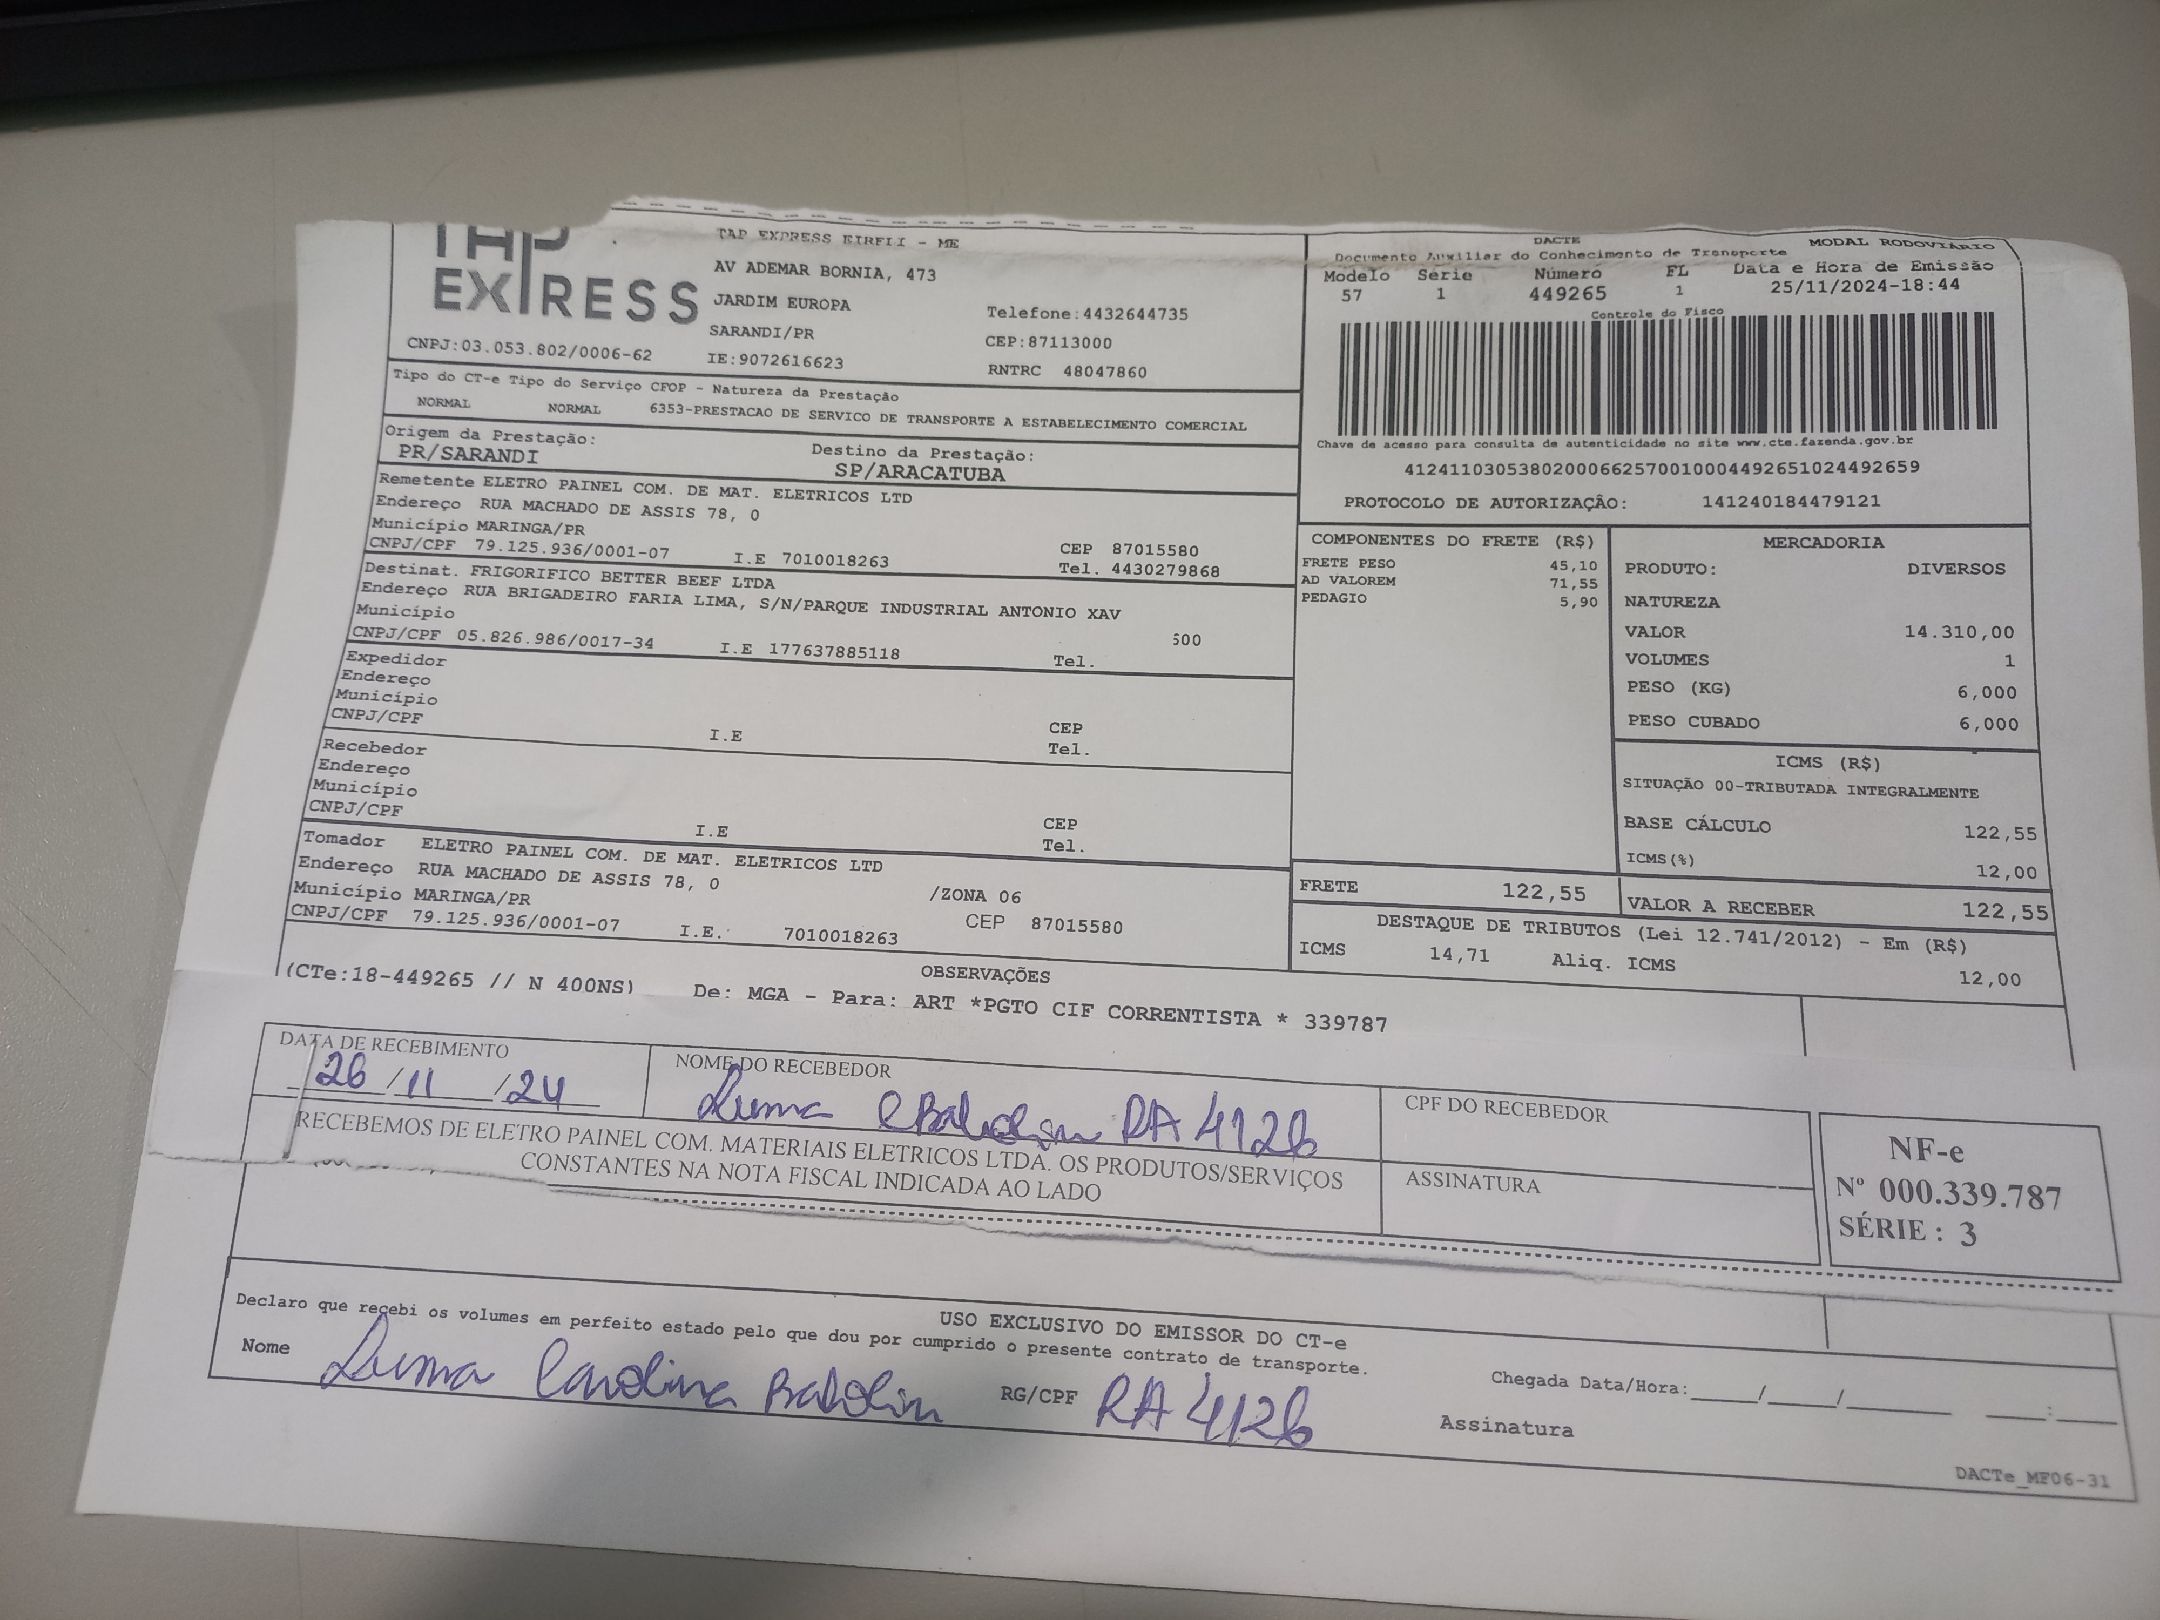 TAP EXPRESS
TAP EXPRESS EIRELI - ME
AV ADEMAR BORNIA, 473
JARDIM EUROPA
Telefone:4432644735
SARANDI/PR
CEP:87113000
CNPJ:03.053.802/0006-62
IE:9072616623
RNTRC 48047860
DACTE
MODAL RODOVIÁRIO
Documento Auxiliar do Conhecimento de Transporte
Modelo Série Número FL Data e Hora de Emissão
57 1 449265 1 25/11/2024-18:44
Controle do Fisco
Chave de acesso para consulta de autenticidade no site www.cte.fazenda.gov.br
41241103053802000662570010004492651024492659
PROTOCOLO DE AUTORIZAÇÃO: 141240184479121
Tipo do CT-e Tipo do Serviço CFOP - Natureza da Prestação
NORMAL NORMAL 6353-PRESTACAO DE SERVICO DE TRANSPORTE A ESTABELECIMENTO COMERCIAL
Origem da Prestação: Destino da Prestação:
PR/SARANDI SP/ARACATUBA
Remetente ELETRO PAINEL COM. DE MAT. ELETRICOS LTD
Endereço RUA MACHADO DE ASSIS 78, 0
Município MARINGA/PR CEP 87015580
CNPJ/CPF 79.125.936/0001-07 I.E 7010018263 Tel. 4430279868
Destinat. FRIGORIFICO BETTER BEEF LTDA
Endereço RUA BRIGADEIRO FARIA LIMA, S/N/PARQUE INDUSTRIAL ANTONIO XAV
Município 500
CNPJ/CPF 05.826.986/0017-34 I.E 177637885118 Tel.
Expedidor
Endereço
Município CEP
CNPJ/CPF I.E Tel.
Recebedor
Endereço
Município CEP
CNPJ/CPF I.E Tel.
Tomador ELETRO PAINEL COM. DE MAT. ELETRICOS LTD
Endereço RUA MACHADO DE ASSIS 78, 0 /ZONA 06
Município MARINGA/PR CEP 87015580
CNPJ/CPF 79.125.936/0001-07 I.E. 7010018263
COMPONENTES DO FRETE (R$)
FRETE PESO 45,10
AD VALOREM 71,55
PEDAGIO 5,90
MERCADORIA
PRODUTO: DIVERSOS
NATUREZA
VALOR 14.310,00
VOLUMES 1
PESO (KG) 6,000
PESO CUBADO 6,000
ICMS (R$)
SITUAÇÃO 00-TRIBUTADA INTEGRALMENTE
BASE CÁLCULO 122,55
ICMS(%) 12,00
FRETE 122,55 VALOR A RECEBER 122,55
DESTAQUE DE TRIBUTOS (Lei 12.741/2012) - Em (R$)
ICMS 14,71 Aliq. ICMS 12,00
OBSERVAÇÕES
(CTe:18-449265 // N 400NS) De: MGA - Para: ART *PGTO CIF CORRENTISTA * 339787
DATA DE RECEBIMENTO
26/11/24
NOME DO RECEBEDOR
Luma RA 4126
CPF DO RECEBEDOR
RECEBEMOS DE ELETRO PAINEL COM. MATERIAIS ELETRICOS LTDA. OS PRODUTOS/SERVIÇOS
CONSTANTES NA NOTA FISCAL INDICADA AO LADO
ASSINATURA
NF-e
Nº 000.339.787
SÉRIE : 3
USO EXCLUSIVO DO EMISSOR DO CT-e
Declaro que recebi os volumes em perfeito estado pelo que dou por cumprido o presente contrato de transporte.
Nome Luma Carolina RG/CPF RA 4126
Chegada Data/Hora:____/____/______ ____:____
Assinatura
DACTe_MF06-31